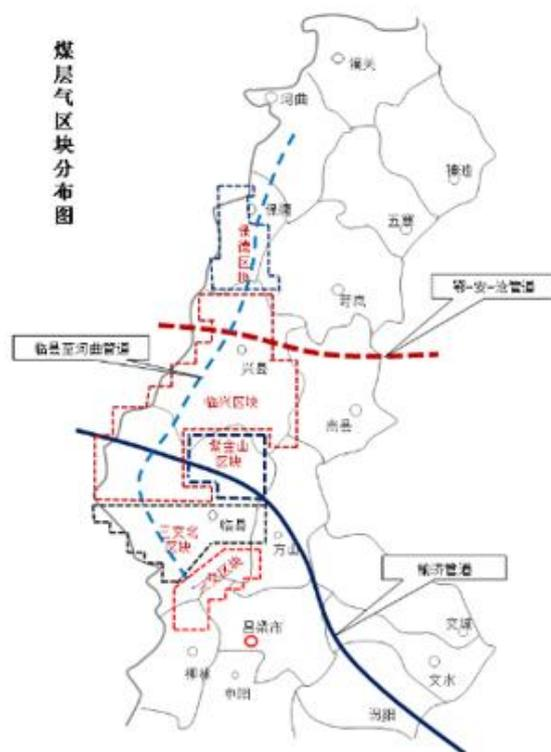 煤层气区块分布图
偏关
河曲
神池
保德
五寨
保德区块
岢岚
鄂-安-沧管道
临县至河曲管道
兴县
临兴区块
岚县
紫金山
区块
临县
三交北
区块
方山
三交区块
榆济管道
吕梁市
交城
柳林
中阳
文水
汾阳